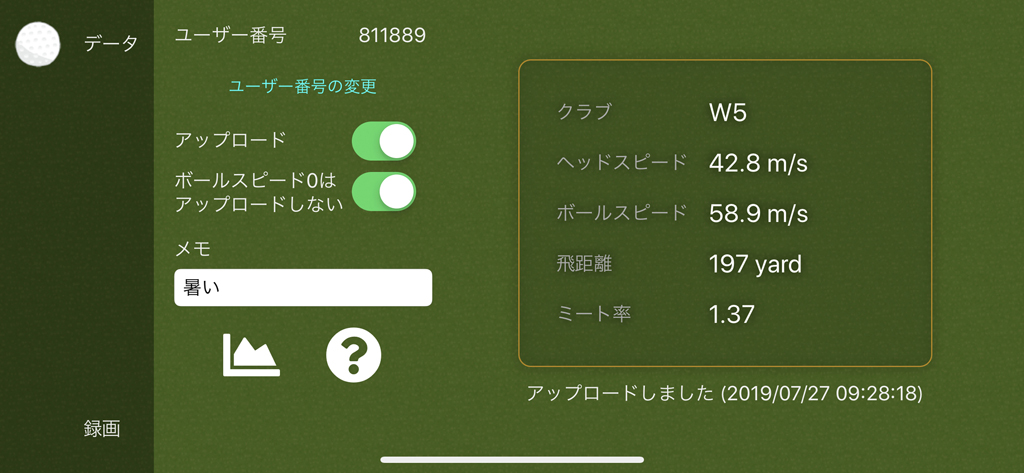 データ
ユーザー番号 811889
ユーザー番号の変更
アップロード
ボールスピード0は
アップロードしない
メモ
暑い
録画
クラブ W5
ヘッドスピード 42.8 m/s
ボールスピード 58.9 m/s
飛距離 197 yard
ミート率 1.37
アップロードしました (2019/07/27 09:28:18)